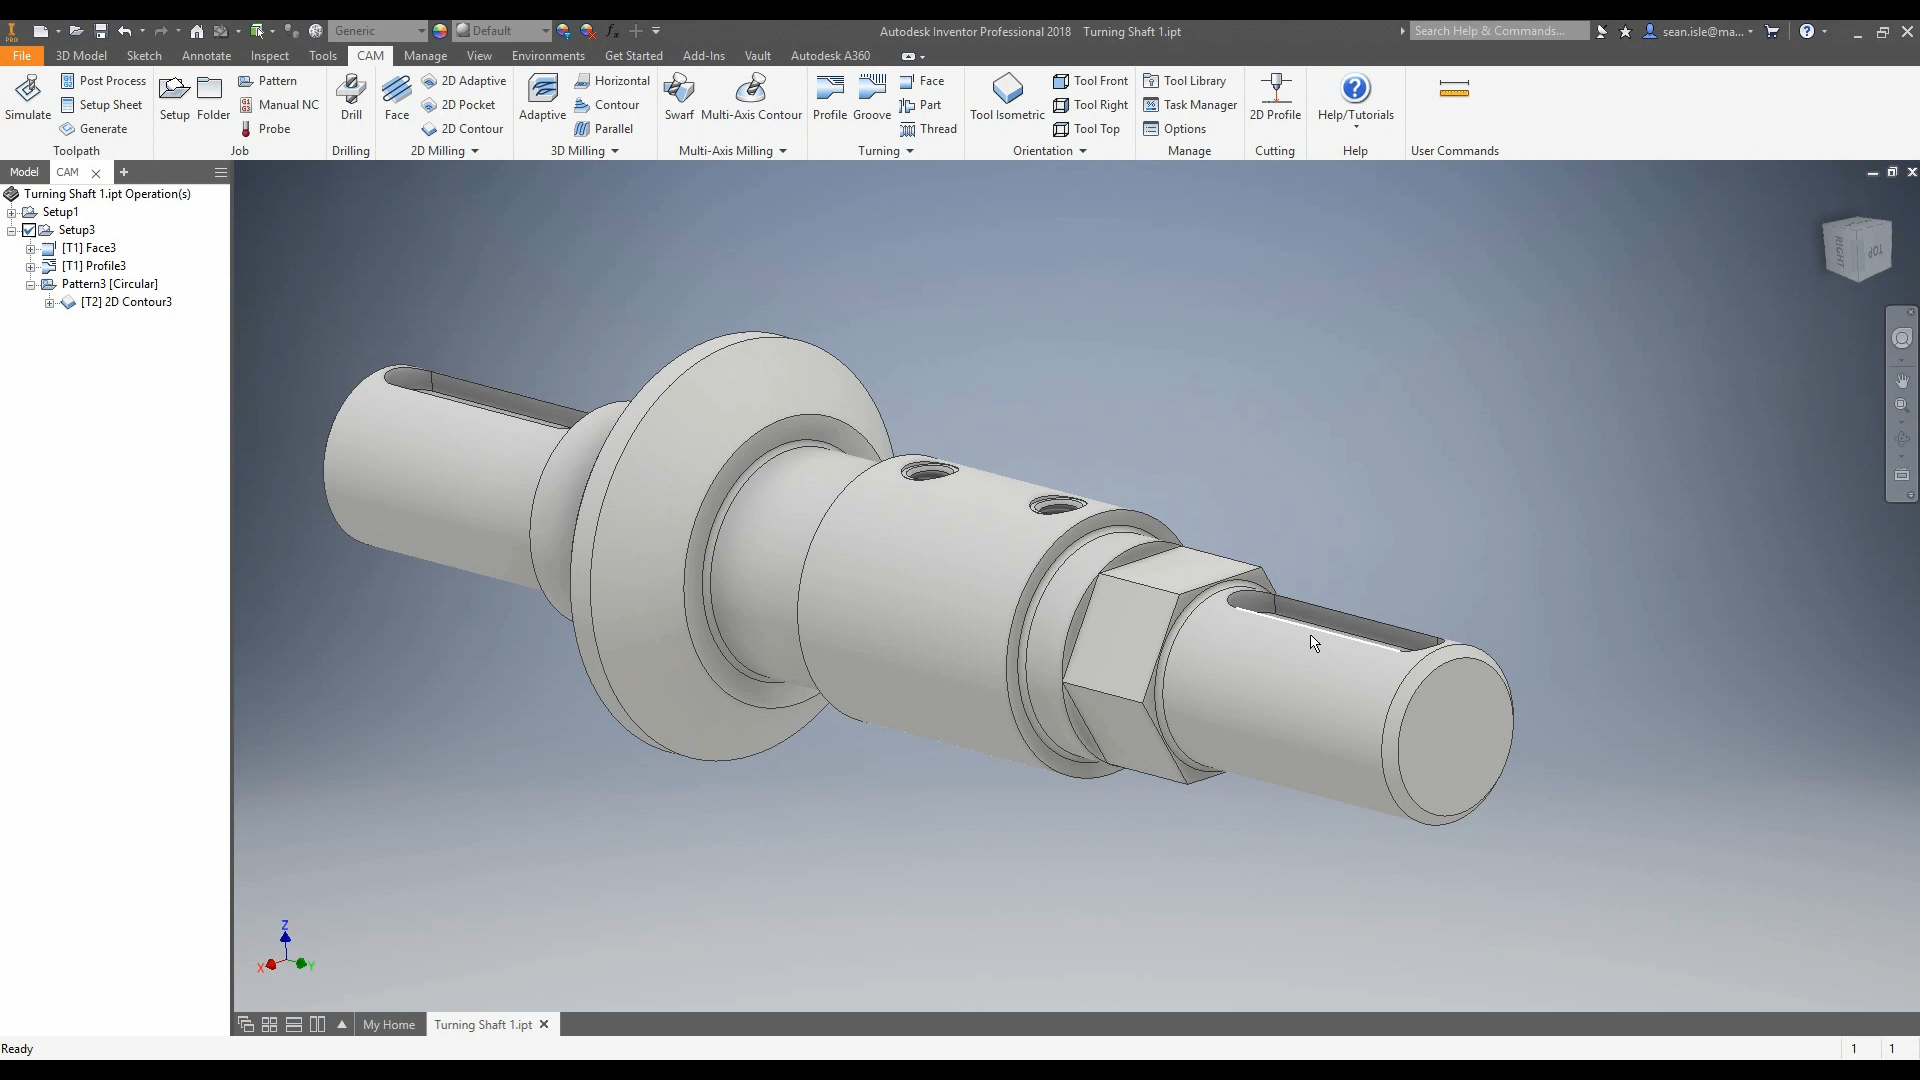 Generic
Default
Autodesk Inventor Professional 2018 Turning Shaft 1.ipt
Search Help & Commands...
sean.isle@ma...
File 3D Model Sketch Annotate Inspect Tools CAM Manage View Environments Get Started Add-Ins Vault Autodesk A360
Simulate
Post Process
Setup Sheet
Generate
Toolpath
Setup
Folder
Pattern
Manual NC
Probe
Job
Drill
Drilling
Face
2D Adaptive
2D Pocket
2D Contour
2D Milling
Adaptive
Horizontal
Contour
Parallel
3D Milling
Swarf
Multi-Axis Contour
Multi-Axis Milling
Profile
Groove
Face
Part
Thread
Turning
Tool Isometric
Tool Front
Tool Right
Tool Top
Orientation
Tool Library
Task Manager
Options
Manage
2D Profile
Cutting
Help/Tutorials
Help
User Commands
Model CAM
Turning Shaft 1.ipt Operation(s)
Setup1
Setup3
[T1] Face3
[T1] Profile3
Pattern3 [Circular]
[T2] 2D Contour3
RIGHT
TOP
Z
X
Y
My Home
Turning Shaft 1.ipt
Ready
1 1